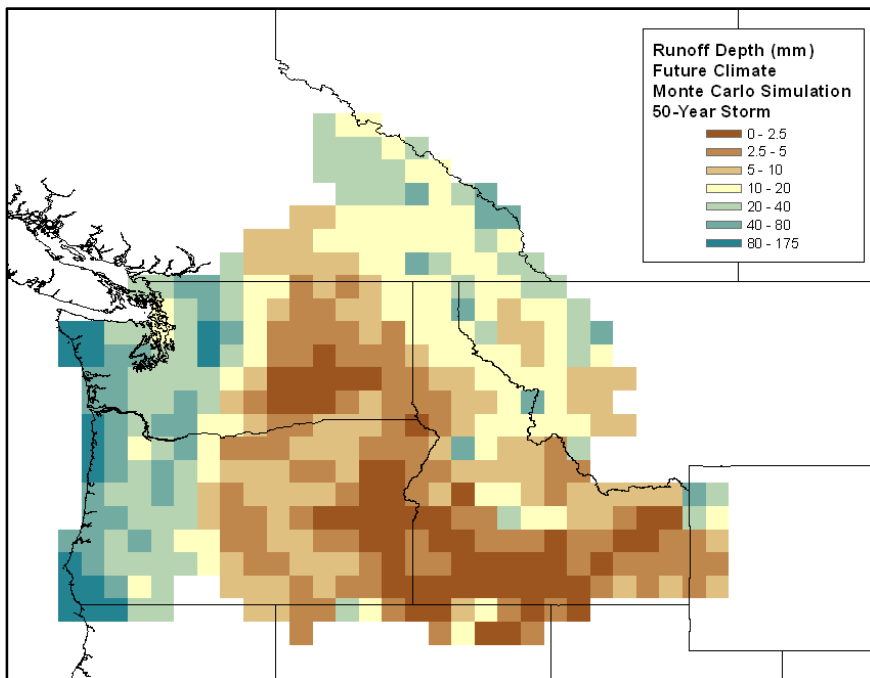 Runoff Depth (mm)
Future Climate
Monte Carlo Simulation
50-Year Storm
0 - 2.5
2.5 - 5
5 - 10
10 - 20
20 - 40
40 - 80
80 - 175